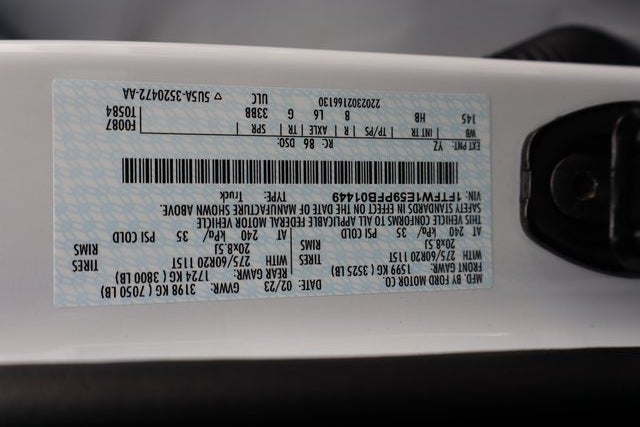 MFD. BY FORD MOTOR CO.
DATE: 02/23 GVWR: 3198 KG ( 7050 LB)
FRONT GAWR: 1599 KG ( 3525 LB) REAR GAWR: 1724 KG ( 3800 LB)
WITH 275/60R20 115T TIRES WITH 275/60R20 115T TIRES
20x8.5J RIMS 20x8.5J RIMS
AT 240 kPa/ 35 PSI COLD AT 240 kPa/ 35 PSI COLD
THIS VEHICLE CONFORMS TO ALL APPLICABLE FEDERAL MOTOR VEHICLE
SAFETY STANDARDS IN EFFECT ON THE DATE OF MANUFACTURE SHOWN ABOVE.
VIN: 1FTFW1E59PFB01449 TYPE: Truck
EXT PNT: YZ RC: 86 DSO: F0087
WB INT TR TP/PS R AXLE TR SPR T0584
145 HB 8 L6 G 33B8
2202302166130 ULC ▽ 5U5A-3520472-AA